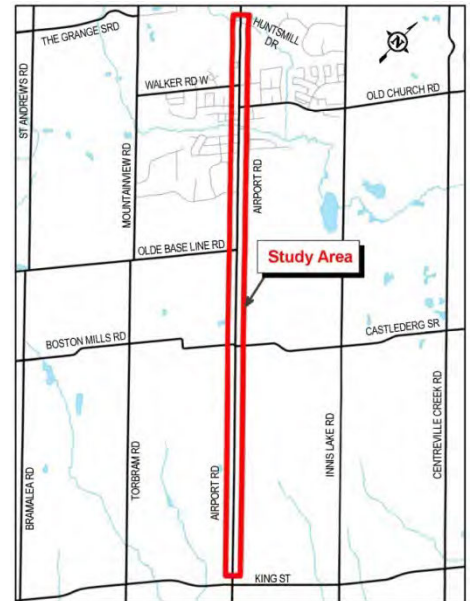 THE GRANGE SRD
HUNTSMILL
DR
N
ST ANDREW'S RD
WALKER RD W
OLD CHURCH RD
MOUNTAINVIEW RD
AIRPORT RD
OLDE BASE LINE RD
Study Area
BOSTON MILLS RD
CASTLEDERG SR
BRAMALEA RD
TORBRAM RD
AIRPORT RD
INNIS LAKE RD
CENTREVILLE CREEK RD
KING ST